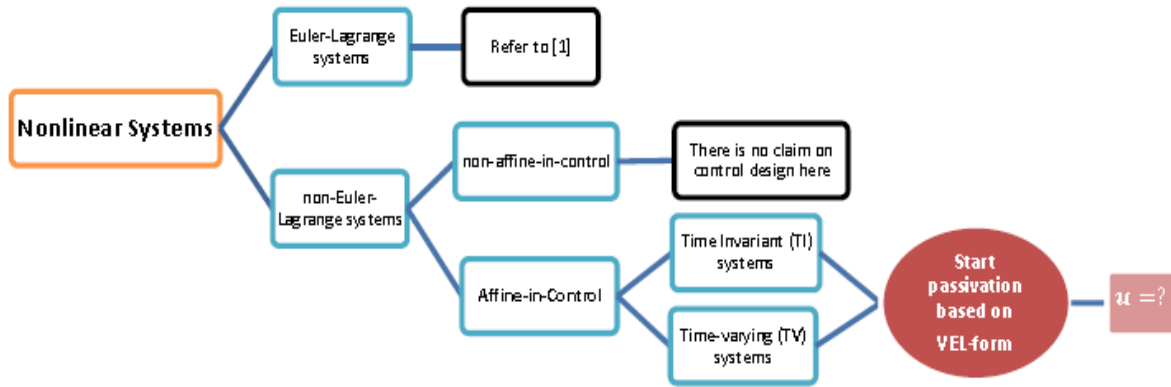 Euler-Lagrange
systems
Refer to [1]
Nonlinear Systems
non-affine-in-control
There is no claim on
control design here
non-Euler-
Lagrange systems
Time Invariant (TI)
systems
Affine-in-Control
Time-varying (TV)
systems
Start
passivation
based on
VEL-form
u =?